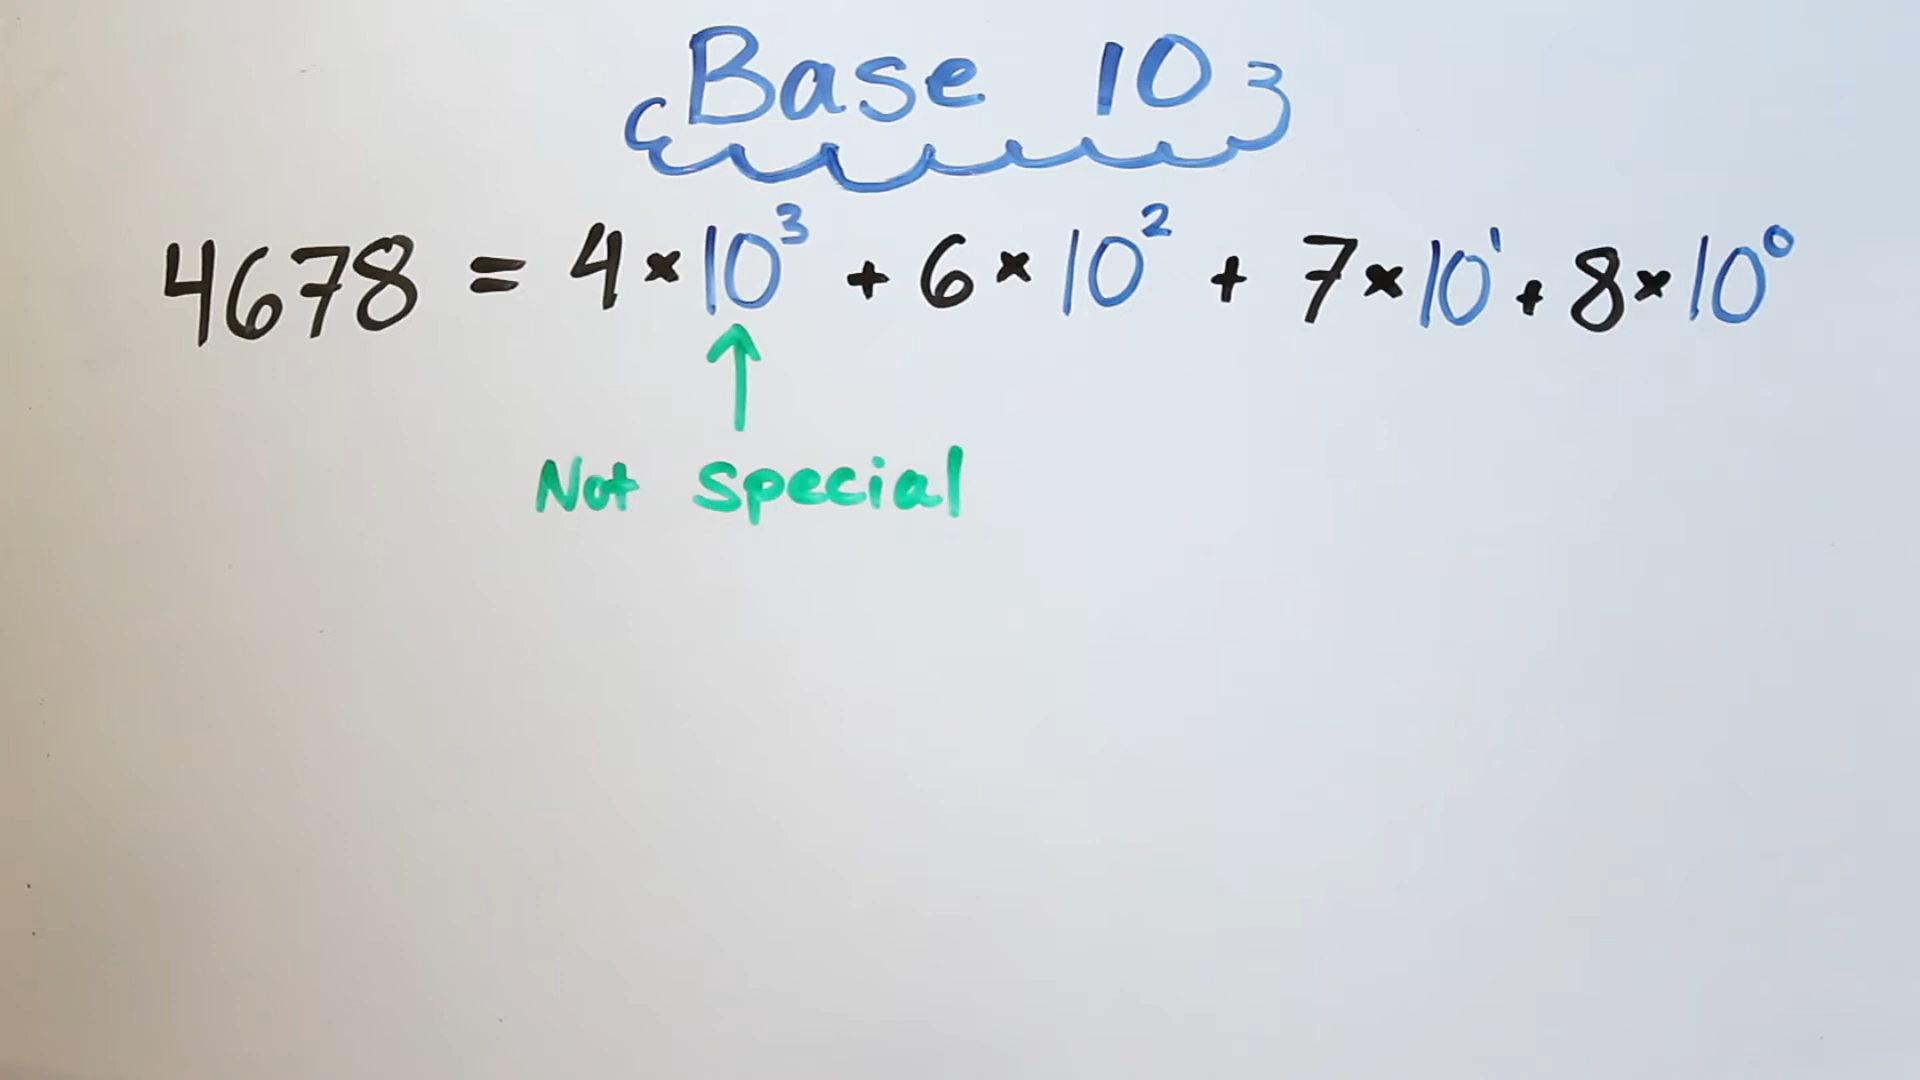 Base 10
4678 = 4 × 10³ + 6 × 10² + 7 × 10¹ + 8 × 10⁰
Not special